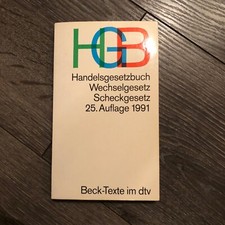 HGB
Handelsgesetzbuch
Wechselgesetz
Scheckgesetz
25. Auflage 1991
Beck-Texte im dtv